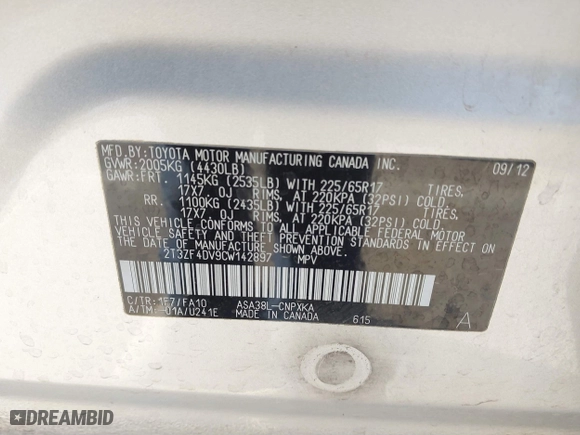 MFD.BY:TOYOTA MOTOR MANUFACTURING CANADA INC. 09/12
GVWR:2005KG (4430LB)
GAWR:FRT. 1145KG (2535LB) WITH 225/65R17 TIRES,
17X7, OJ RIMS, AT 220KPA (32PSI) COLD
RR. 1100KG (2435LB) WITH 225/65R17 TIRES,
17X7, OJ RIMS, AT 220KPA (32PSI) COLD
THIS VEHICLE CONFORMS TO ALL APPLICABLE FEDERAL MOTOR
VEHICLE SAFETY AND THEFT PREVENTION STANDARDS IN EFFECT ON
THE DATE OF MANUFACTURE SHOWN ABOVE.
2T3ZF4DV9CW142897 MPV
C/TR:1F7/FA10 ASA38L-CNPXKA
A/TM:-01A/U241E MADE IN CANADA 615 A
DREAMBID